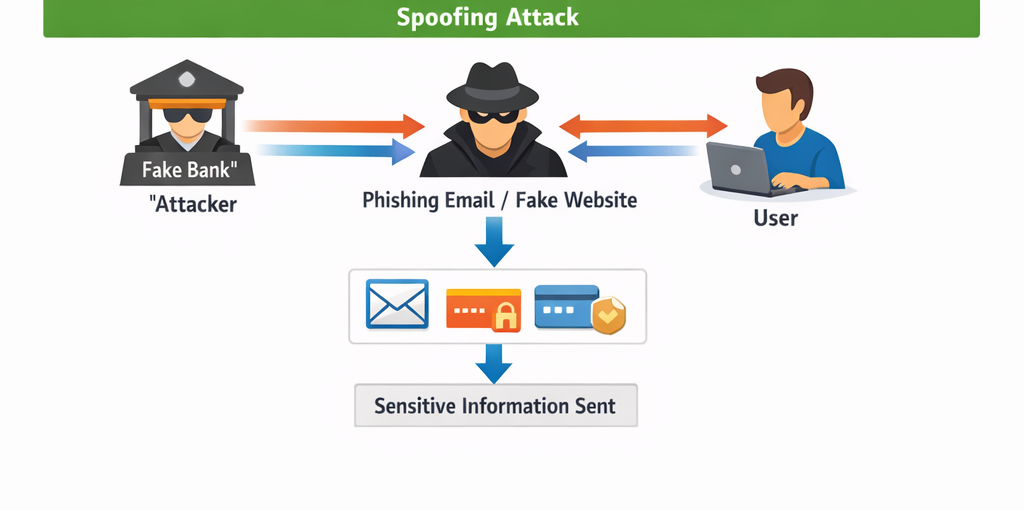 Spoofing Attack
Fake Bank"
"Attacker
Phishing Email / Fake Website
User
Sensitive Information Sent